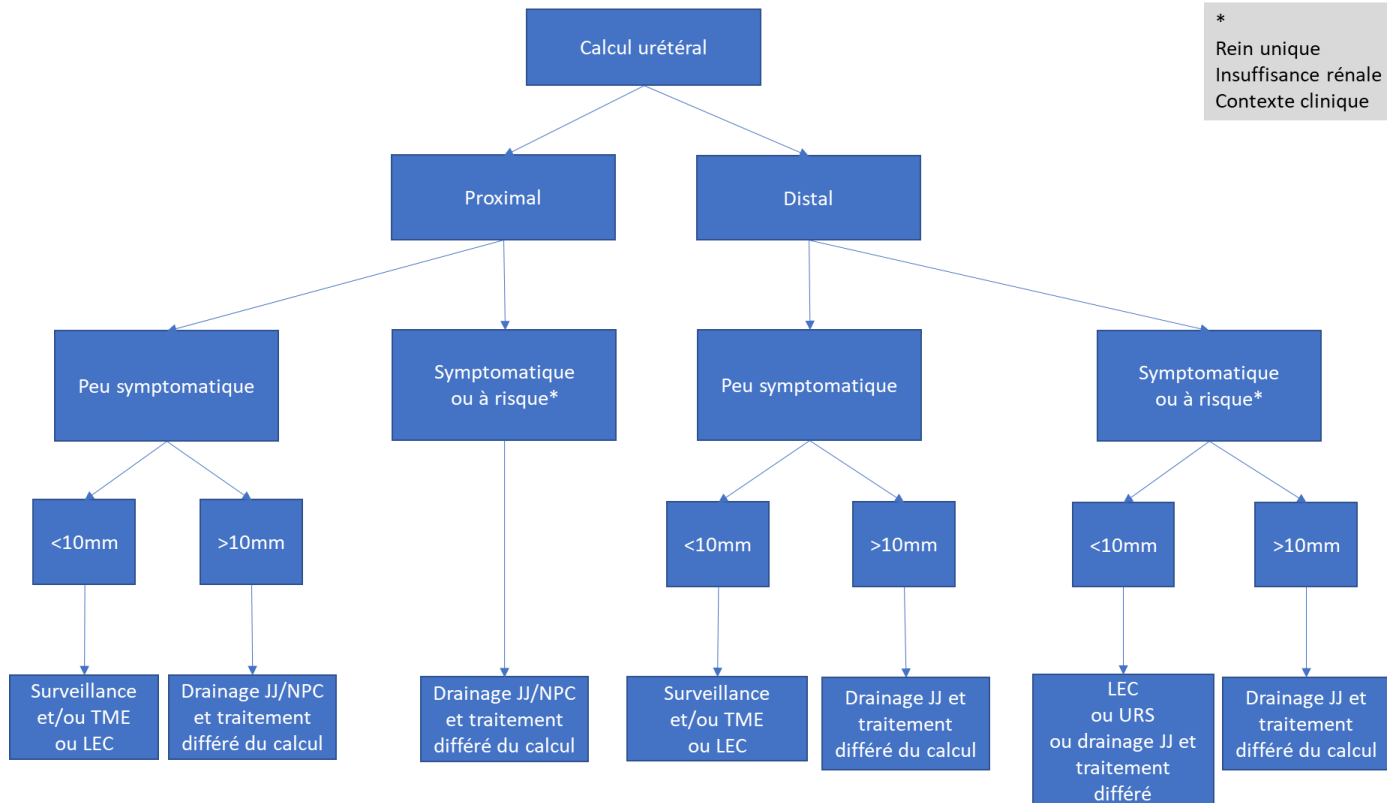 Calcul urétéral
*
Rein unique
Insuffisance rénale
Contexte clinique
Proximal
Distal
Peu symptomatique
Symptomatique
ou à risque*
Peu symptomatique
Symptomatique
ou à risque*
<10mm
>10mm
<10mm
>10mm
<10mm
>10mm
Surveillance
et/ou TME
ou LEC
Drainage JJ/NPC
et traitement
différé du calcul
Drainage JJ/NPC
et traitement
différé du calcul
Surveillance
et/ou TME
ou LEC
Drainage JJ et
traitement
différé du calcul
LEC
ou URS
ou drainage JJ et
traitement
différé
Drainage JJ et
traitement
différé du calcul